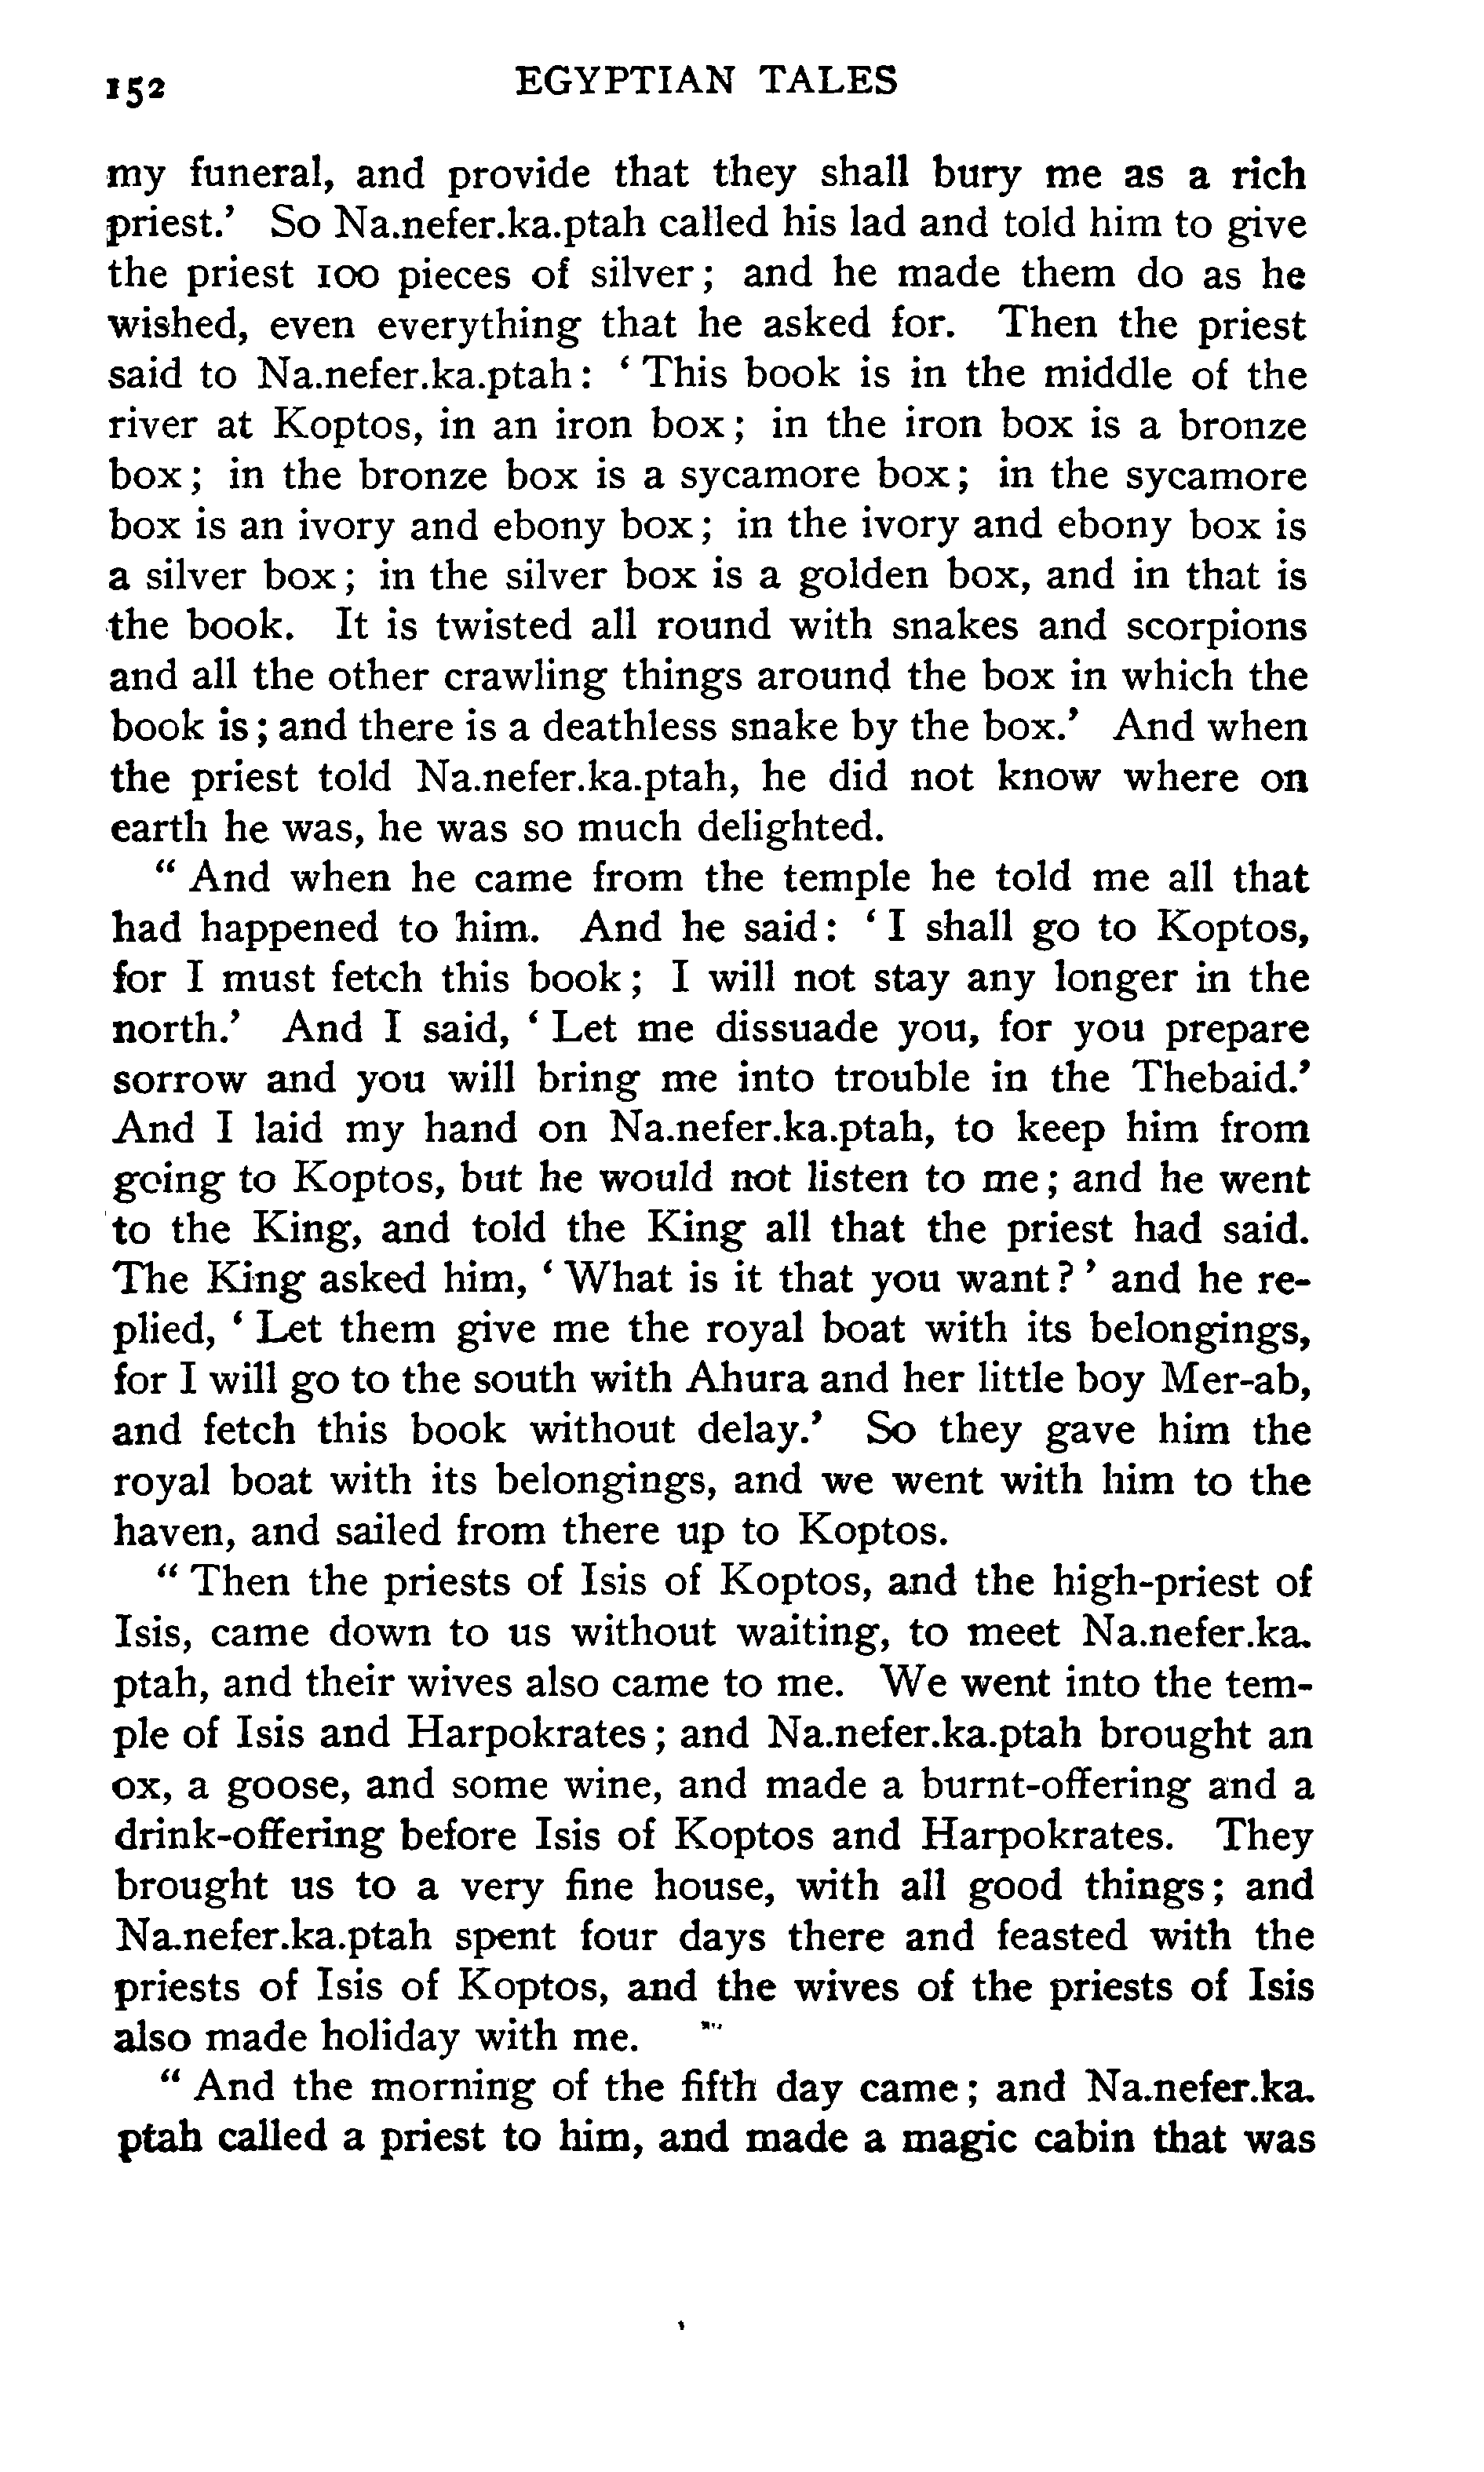 152 EGYPTIAN TALES
my funeral, and provide that they shall bury me as a rich
priest.’ So Na.nefer.ka.ptah called his lad and told him to give
the priest 100 pieces of silver; and he made them do as he
wished, even everything that he asked for. Then the priest
said to Na.nefer.ka.ptah: ‘This book is in the middle of the
river at Koptos, in an iron box; in the iron box is a bronze
box; in the bronze box is a sycamore box; in the sycamore
box is an ivory and ebony box; in the ivory and ebony box is
a silver box; in the silver box is a golden box, and in that is
the book. It is twisted all round with snakes and scorpions
and all the other crawling things around the box in which the
book is; and there is a deathless snake by the box.’ And when
the priest told Na.nefer.ka.ptah, he did not know where on
earth he was, he was so much delighted.
“And when he came from the temple he told me all that
had happened to him. And he said: ‘I shall go to Koptos,
for I must fetch this book; I will not stay any longer in the
north.’ And I said, ‘Let me dissuade you, for you prepare
sorrow and you will bring me into trouble in the Thebaid.’
And I laid my hand on Na.nefer.ka.ptah, to keep him from
going to Koptos, but he would not listen to me; and he went
to the King, and told the King all that the priest had said.
The King asked him, ‘What is it that you want?’ and he re-
plied, ‘Let them give me the royal boat with its belongings,
for I will go to the south with Ahura and her little boy Mer-ab,
and fetch this book without delay.’ So they gave him the
royal boat with its belongings, and we went with him to the
haven, and sailed from there up to Koptos.
“Then the priests of Isis of Koptos, and the high-priest of
Isis, came down to us without waiting, to meet Na.nefer.ka.
ptah, and their wives also came to me. We went into the tem-
ple of Isis and Harpokrates; and Na.nefer.ka.ptah brought an
ox, a goose, and some wine, and made a burnt-offering and a
drink-offering before Isis of Koptos and Harpokrates. They
brought us to a very fine house, with all good things; and
Na.nefer.ka.ptah spent four days there and feasted with the
priests of Isis of Koptos, and the wives of the priests of Isis
also made holiday with me.
“And the morning of the fifth day came; and Na.nefer.ka.
ptah called a priest to him, and made a magic cabin that was